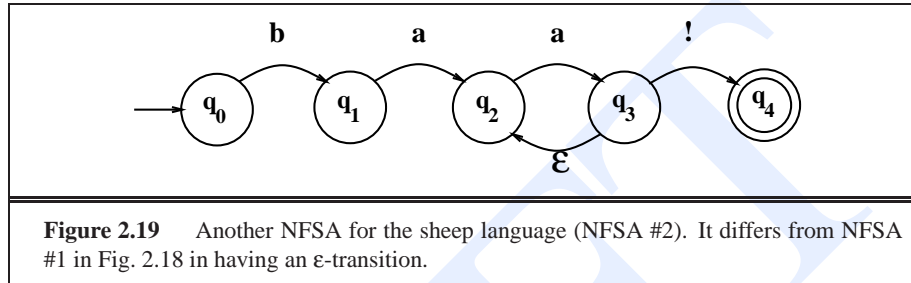 b a a !
q0 q1 q2 q3 q4
ε
Figure 2.19 Another NFSA for the sheep language (NFSA #2). It differs from NFSA
#1 in Fig. 2.18 in having an ε-transition.